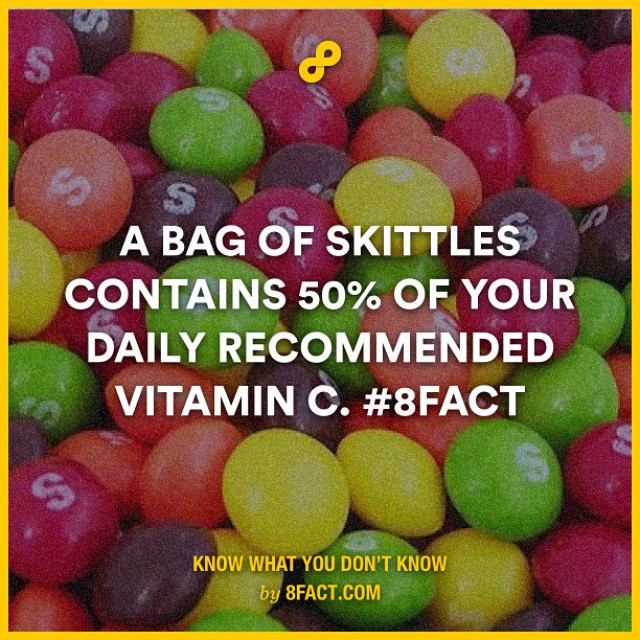 A BAG OF SKITTLES
CONTAINS 50% OF YOUR
DAILY RECOMMENDED
VITAMIN C. #8FACT
KNOW WHAT YOU DON'T KNOW
by 8FACT.COM